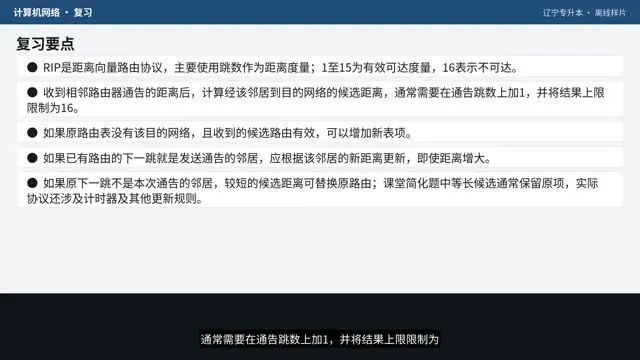 计算机网络 • 复习
辽宁专升本 • 离线样片
复习要点
● RIP是距离向量路由协议，主要使用跳数作为距离度量；1至15为有效可达度量，16表示不可达。
● 收到相邻路由器通告的距离后，计算经该邻居到目的网络的候选距离，通常需要在通告跳数上加1，并将结果上限
限制为16。
● 如果原路由表没有该目的网络，且收到的候选路由有效，可以增加新表项。
● 如果已有路由的下一跳就是发送通告的邻居，应根据该邻居的新距离更新，即使距离增大。
● 如果原下一跳不是本次通告的邻居，较短的候选距离可替换原路由；课堂简化题中等长候选通常保留原项，实际
协议还涉及计时器及其他更新规则。
通常需要在通告跳数上加1，并将结果上限限制为